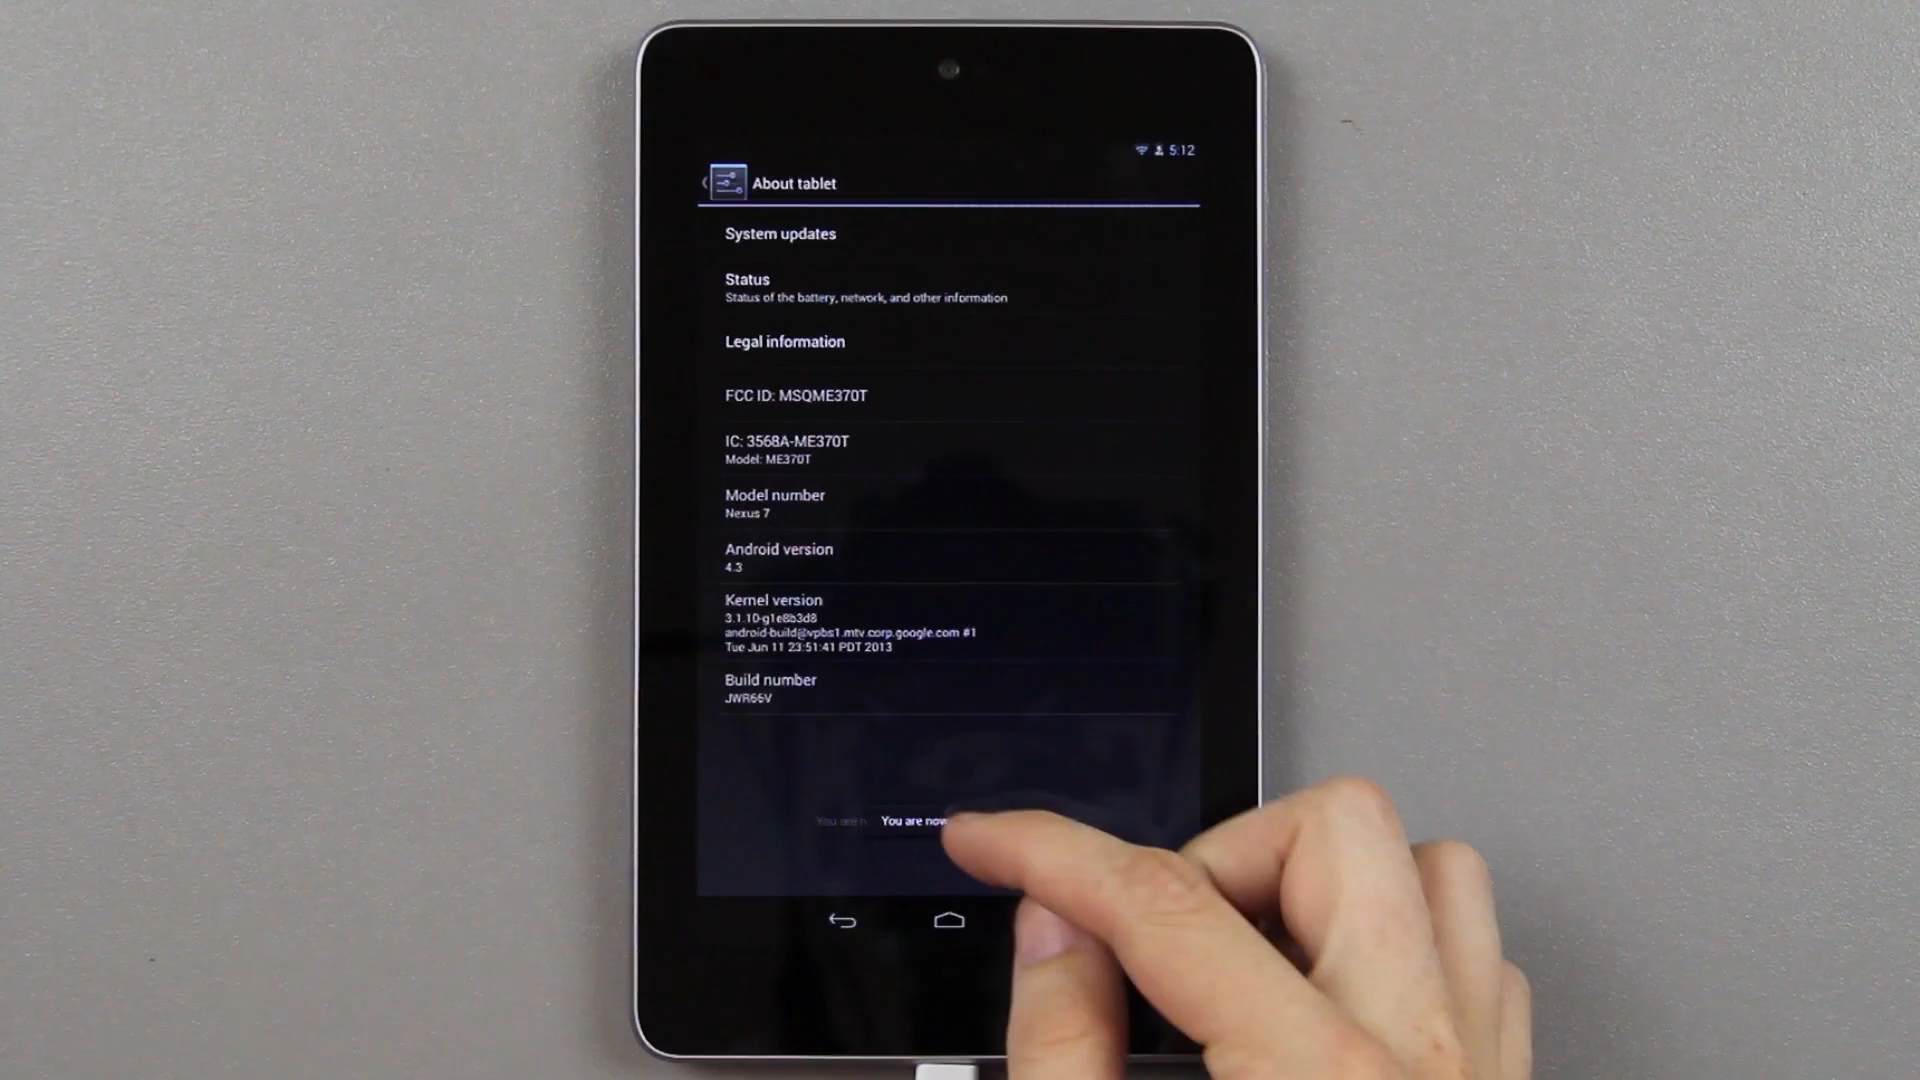 5:12
About tablet
System updates
Status
Status of the battery, network, and other information
Legal information
FCC ID: MSQME370T
IC: 3568A-ME370T
Model: ME370T
Model number
Nexus 7
Android version
4.3
Kernel version
3.1.10-g1e8b3d8
android-build@vpbs1.mtv.corp.google.com #1
Tue Jun 11 23:51:41 PDT 2013
Build number
JWR66V
You are You are now